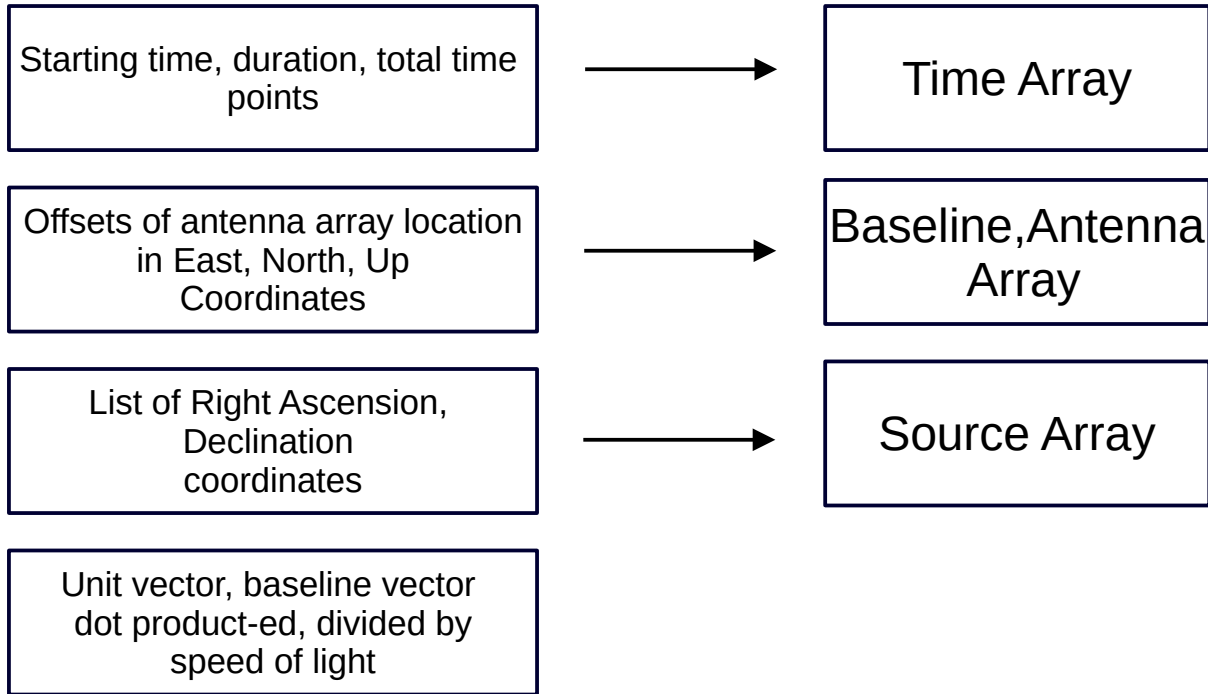 Starting time, duration, total time
points
Time Array
Offsets of antenna array location
in East, North, Up
Coordinates
Baseline,Antenna
Array
List of Right Ascension,
Declination
coordinates
Source Array
Unit vector, baseline vector
dot product-ed, divided by
speed of light